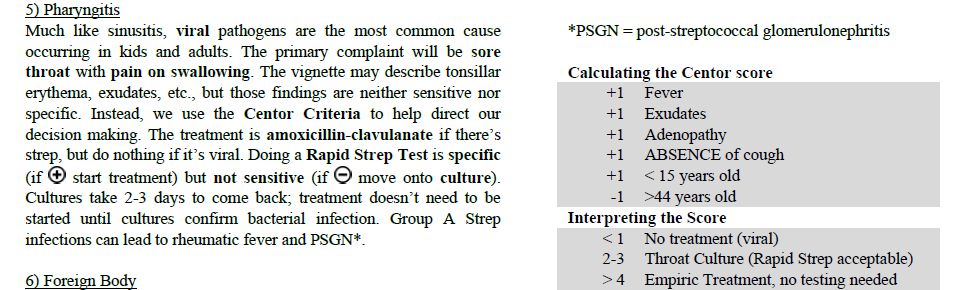 5) Pharyngitis
Much like sinusitis, viral pathogens are the most common cause
occurring in kids and adults. The primary complaint will be sore
throat with pain on swallowing. The vignette may describe tonsillar
erythema, exudates, etc., but those findings are neither sensitive nor
specific. Instead, we use the Centor Criteria to help direct our
decision making. The treatment is amoxicillin-clavulanate if there’s
strep, but do nothing if it’s viral. Doing a Rapid Strep Test is specific
(if ⊕ start treatment) but not sensitive (if ⊖ move onto culture).
Cultures take 2-3 days to come back; treatment doesn’t need to be
started until cultures confirm bacterial infection. Group A Strep
infections can lead to rheumatic fever and PSGN*.
6) Foreign Body
*PSGN = post-streptococcal glomerulonephritis
Calculating the Centor score
+1 Fever
+1 Exudates
+1 Adenopathy
+1 ABSENCE of cough
+1 < 15 years old
-1 >44 years old
Interpreting the Score
< 1 No treatment (viral)
2-3 Throat Culture (Rapid Strep acceptable)
> 4 Empiric Treatment, no testing needed